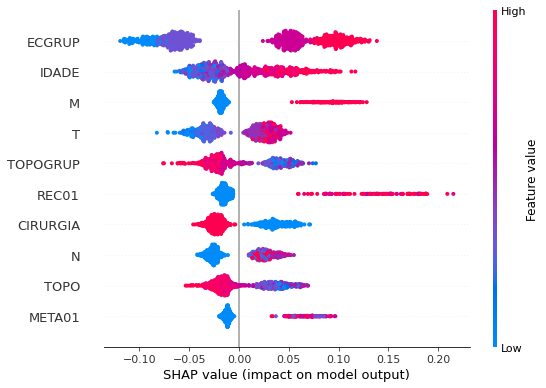 High
ECGRUP
IDADE
M
T
TOPOGRUP
REC01
CIRURGIA
N
TOPO
META01
Feature value
Low
−0.10 −0.05 0.00 0.05 0.10 0.15 0.20
SHAP value (impact on model output)